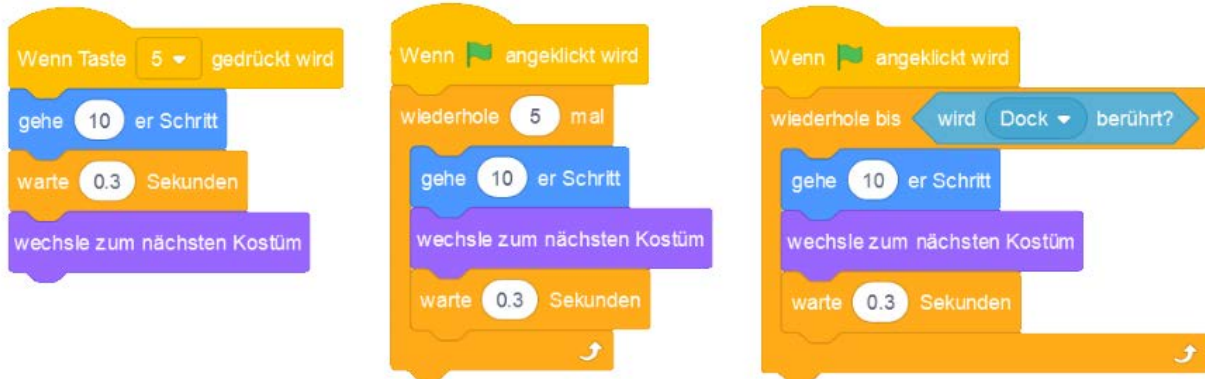 Wenn Taste 5 gedrückt wird
gehe 10 er Schritt
warte 0.3 Sekunden
wechsle zum nächsten Kostüm
Wenn angeklickt wird
wiederhole 5 mal
gehe 10 er Schritt
wechsle zum nächsten Kostüm
warte 0.3 Sekunden
Wenn angeklickt wird
wiederhole bis wird Dock berührt?
gehe 10 er Schritt
wechsle zum nächsten Kostüm
warte 0.3 Sekunden